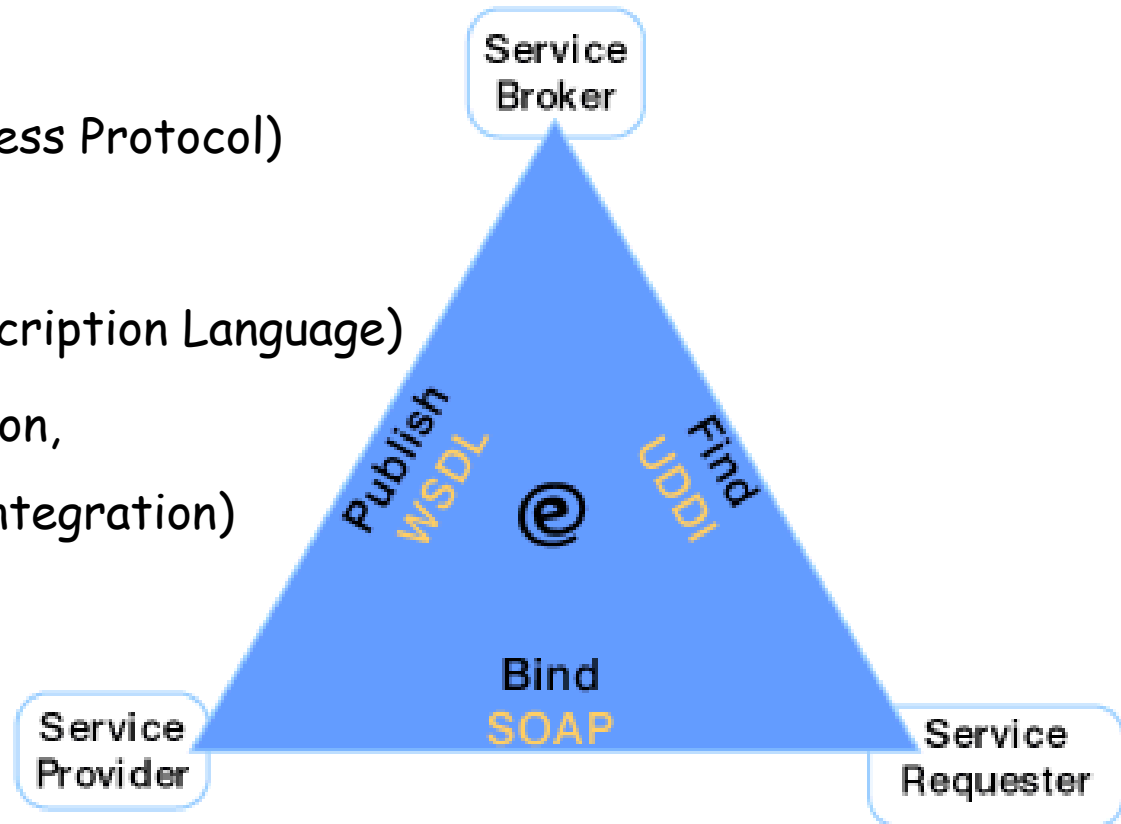 Service
Broker
ess Protocol)
cription Language)
on,
ntegration)
Publish
WSDL
Find
UDDI
e
Bind
SOAP
Service
Provider
Service
Requester